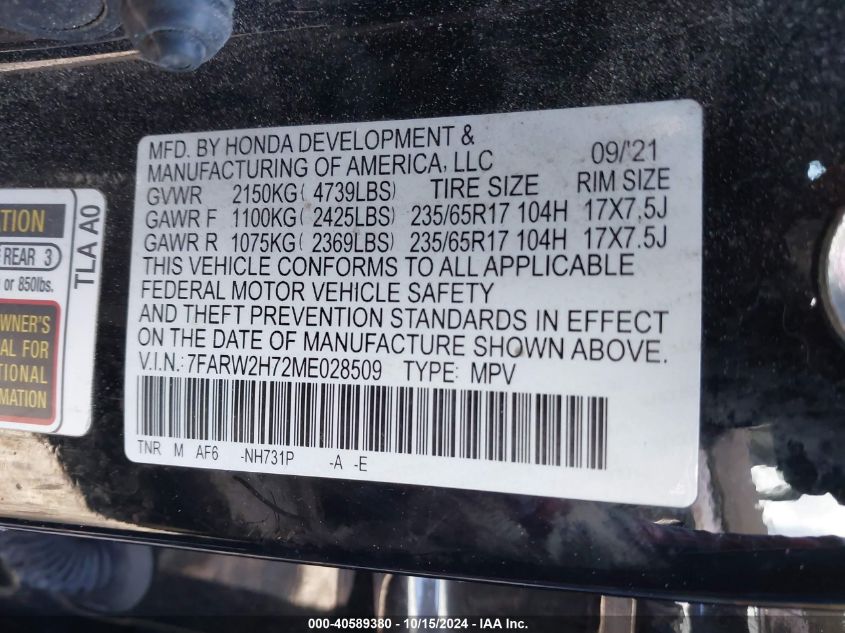 MFD. BY HONDA DEVELOPMENT &
MANUFACTURING OF AMERICA, LLC 09/'21
GVWR 2150KG( 4739LBS) TIRE SIZE RIM SIZE
GAWR F 1100KG( 2425LBS) 235/65R17 104H 17X7.5J
GAWR R 1075KG( 2369LBS) 235/65R17 104H 17X7.5J
THIS VEHICLE CONFORMS TO ALL APPLICABLE
FEDERAL MOTOR VEHICLE SAFETY
AND THEFT PREVENTION STANDARDS IN EFFECT
ON THE DATE OF MANUFACTURE SHOWN ABOVE.
V.I.N.: 7FARW2H72ME028509 TYPE: MPV
TNR M AF6 -NH731P -A -E
TION
REAR 3
or 850lbs.
WNER'S
AL FOR
TIONAL
MATION
TLA A0
000-40589380 - 10/15/2024 - IAA Inc.